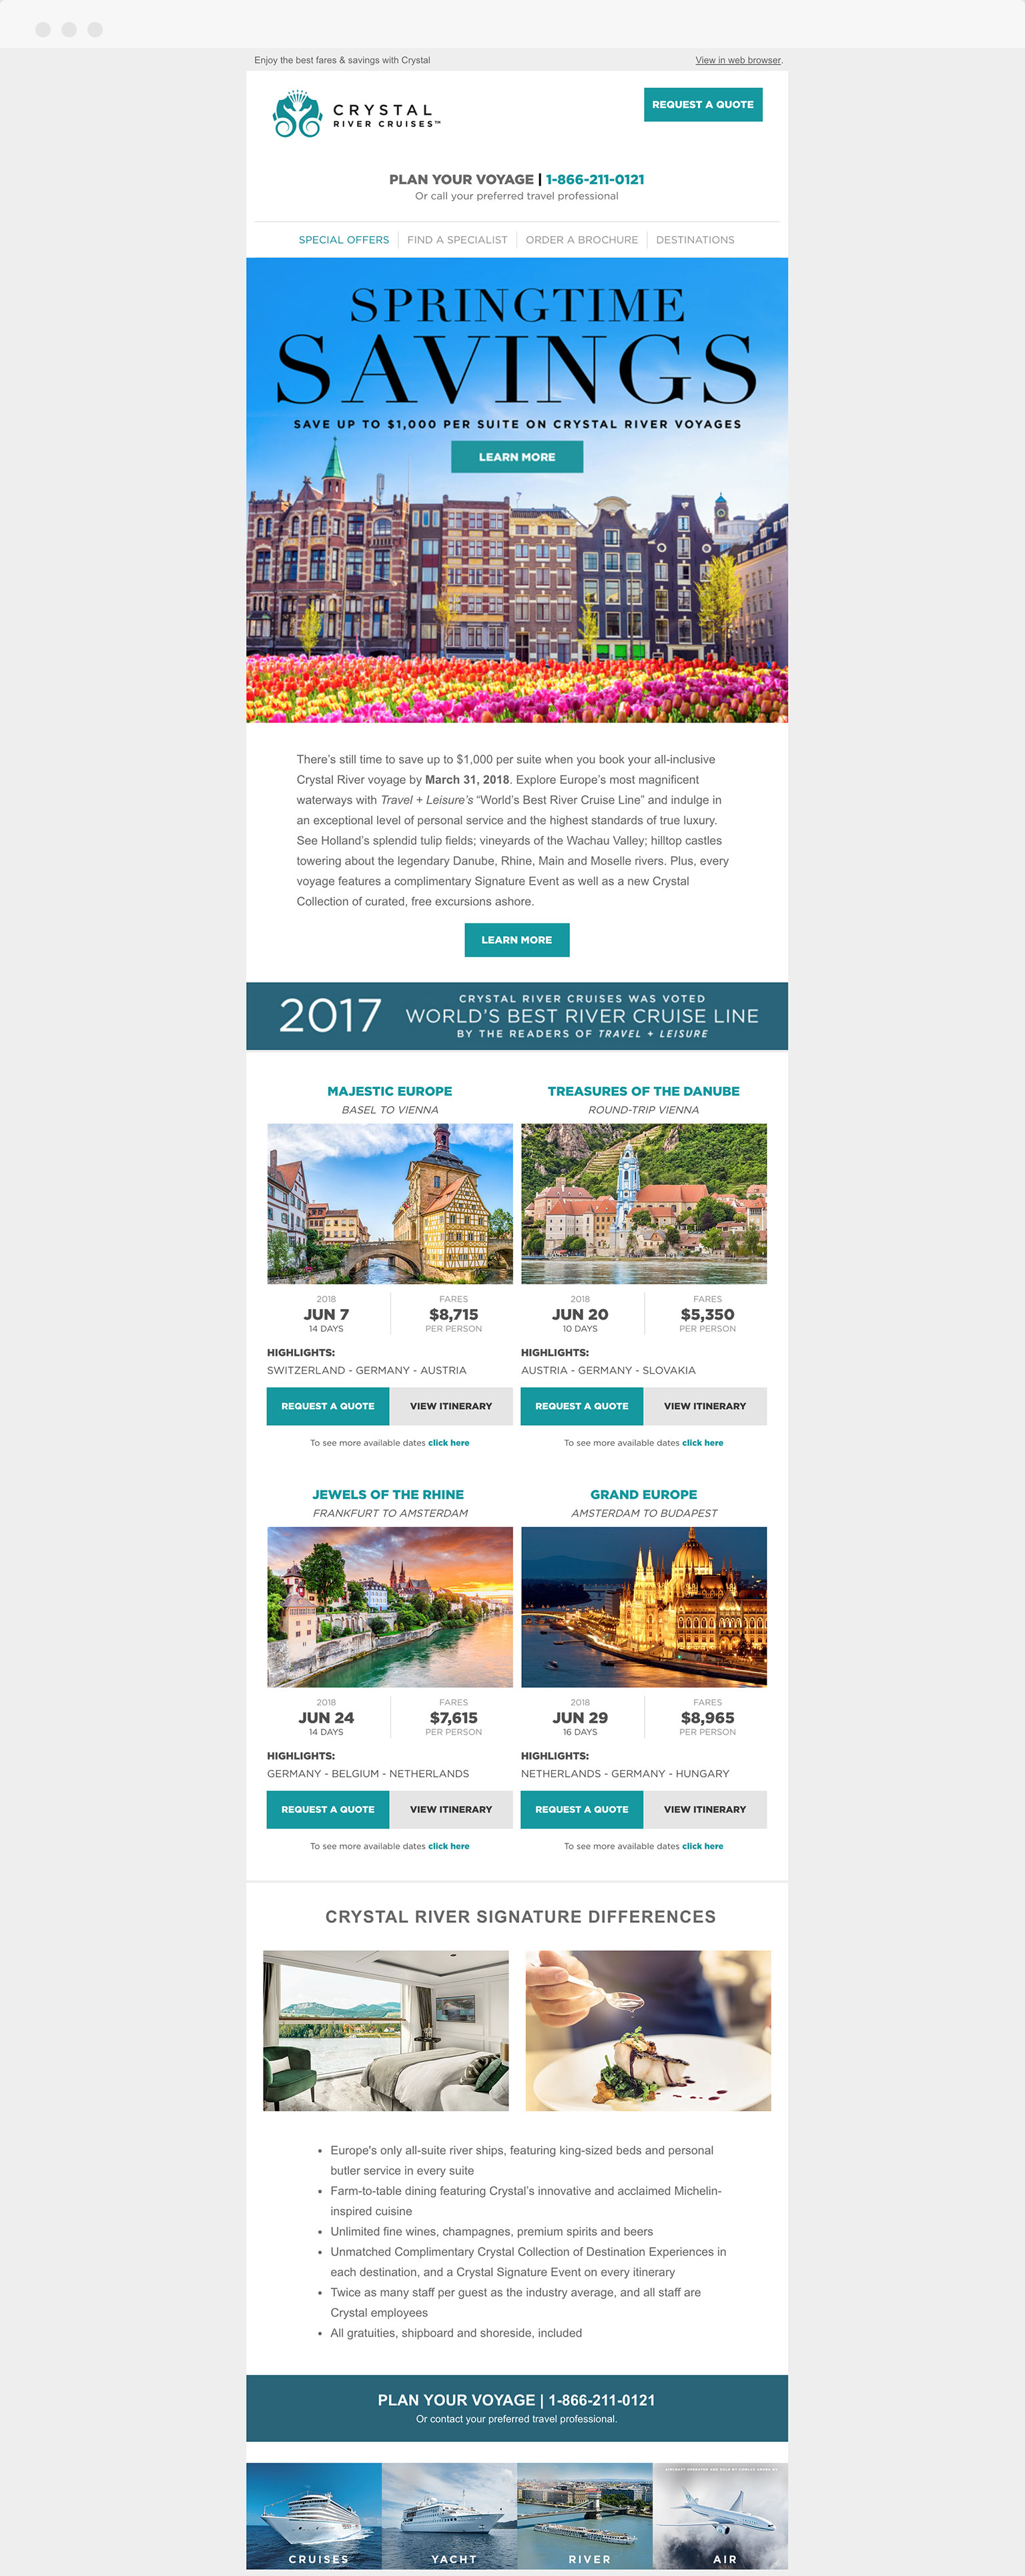 Enjoy the best fares & savings with Crystal
View in web browser.
CRYSTAL
RIVER CRUISES™
REQUEST A QUOTE
PLAN YOUR VOYAGE | 1-866-211-0121
Or call your preferred travel professional
SPECIAL OFFERS
FIND A SPECIALIST
ORDER A BROCHURE
DESTINATIONS
SPRINGTIME
SAVINGS
SAVE UP TO $1,000 PER SUITE ON CRYSTAL RIVER VOYAGES
LEARN MORE
There's still time to save up to $1,000 per suite when you book your all-inclusive
Crystal River voyage by March 31, 2018. Explore Europe's most magnificent
waterways with Travel + Leisure's “World's Best River Cruise Line” and indulge in
an exceptional level of personal service and the highest standards of true luxury.
See Holland's splendid tulip fields; vineyards of the Wachau Valley; hilltop castles
towering about the legendary Danube, Rhine, Main and Moselle rivers. Plus, every
voyage features a complimentary Signature Event as well as a new Crystal
Collection of curated, free excursions ashore.
LEARN MORE
2017
CRYSTAL RIVER CRUISES WAS VOTED
WORLD'S BEST RIVER CRUISE LINE
BY THE READERS OF TRAVEL + LEISURE
MAJESTIC EUROPE
BASEL TO VIENNA
2018
JUN 7
14 DAYS
FARES
$8,715
PER PERSON
HIGHLIGHTS:
SWITZERLAND - GERMANY - AUSTRIA
REQUEST A QUOTE
VIEW ITINERARY
To see more available dates click here
TREASURES OF THE DANUBE
ROUND-TRIP VIENNA
2018
JUN 20
10 DAYS
FARES
$5,350
PER PERSON
HIGHLIGHTS:
AUSTRIA - GERMANY - SLOVAKIA
REQUEST A QUOTE
VIEW ITINERARY
To see more available dates click here
JEWELS OF THE RHINE
FRANKFURT TO AMSTERDAM
2018
JUN 24
14 DAYS
FARES
$7,615
PER PERSON
HIGHLIGHTS:
GERMANY - BELGIUM - NETHERLANDS
REQUEST A QUOTE
VIEW ITINERARY
To see more available dates click here
GRAND EUROPE
AMSTERDAM TO BUDAPEST
2018
JUN 29
16 DAYS
FARES
$8,965
PER PERSON
HIGHLIGHTS:
NETHERLANDS - GERMANY - HUNGARY
REQUEST A QUOTE
VIEW ITINERARY
To see more available dates click here
CRYSTAL RIVER SIGNATURE DIFFERENCES
• Europe's only all-suite river ships, featuring king-sized beds and personal
butler service in every suite
• Farm-to-table dining featuring Crystal's innovative and acclaimed Michelin-
inspired cuisine
• Unlimited fine wines, champagnes, premium spirits and beers
• Unmatched Complimentary Crystal Collection of Destination Experiences in
each destination, and a Crystal Signature Event on every itinerary
• Twice as many staff per guest as the industry average, and all staff are
Crystal employees
• All gratuities, shipboard and shoreside, included
PLAN YOUR VOYAGE | 1-866-211-0121
Or contact your preferred travel professional.
CRUISES
YACHT
RIVER
AIR